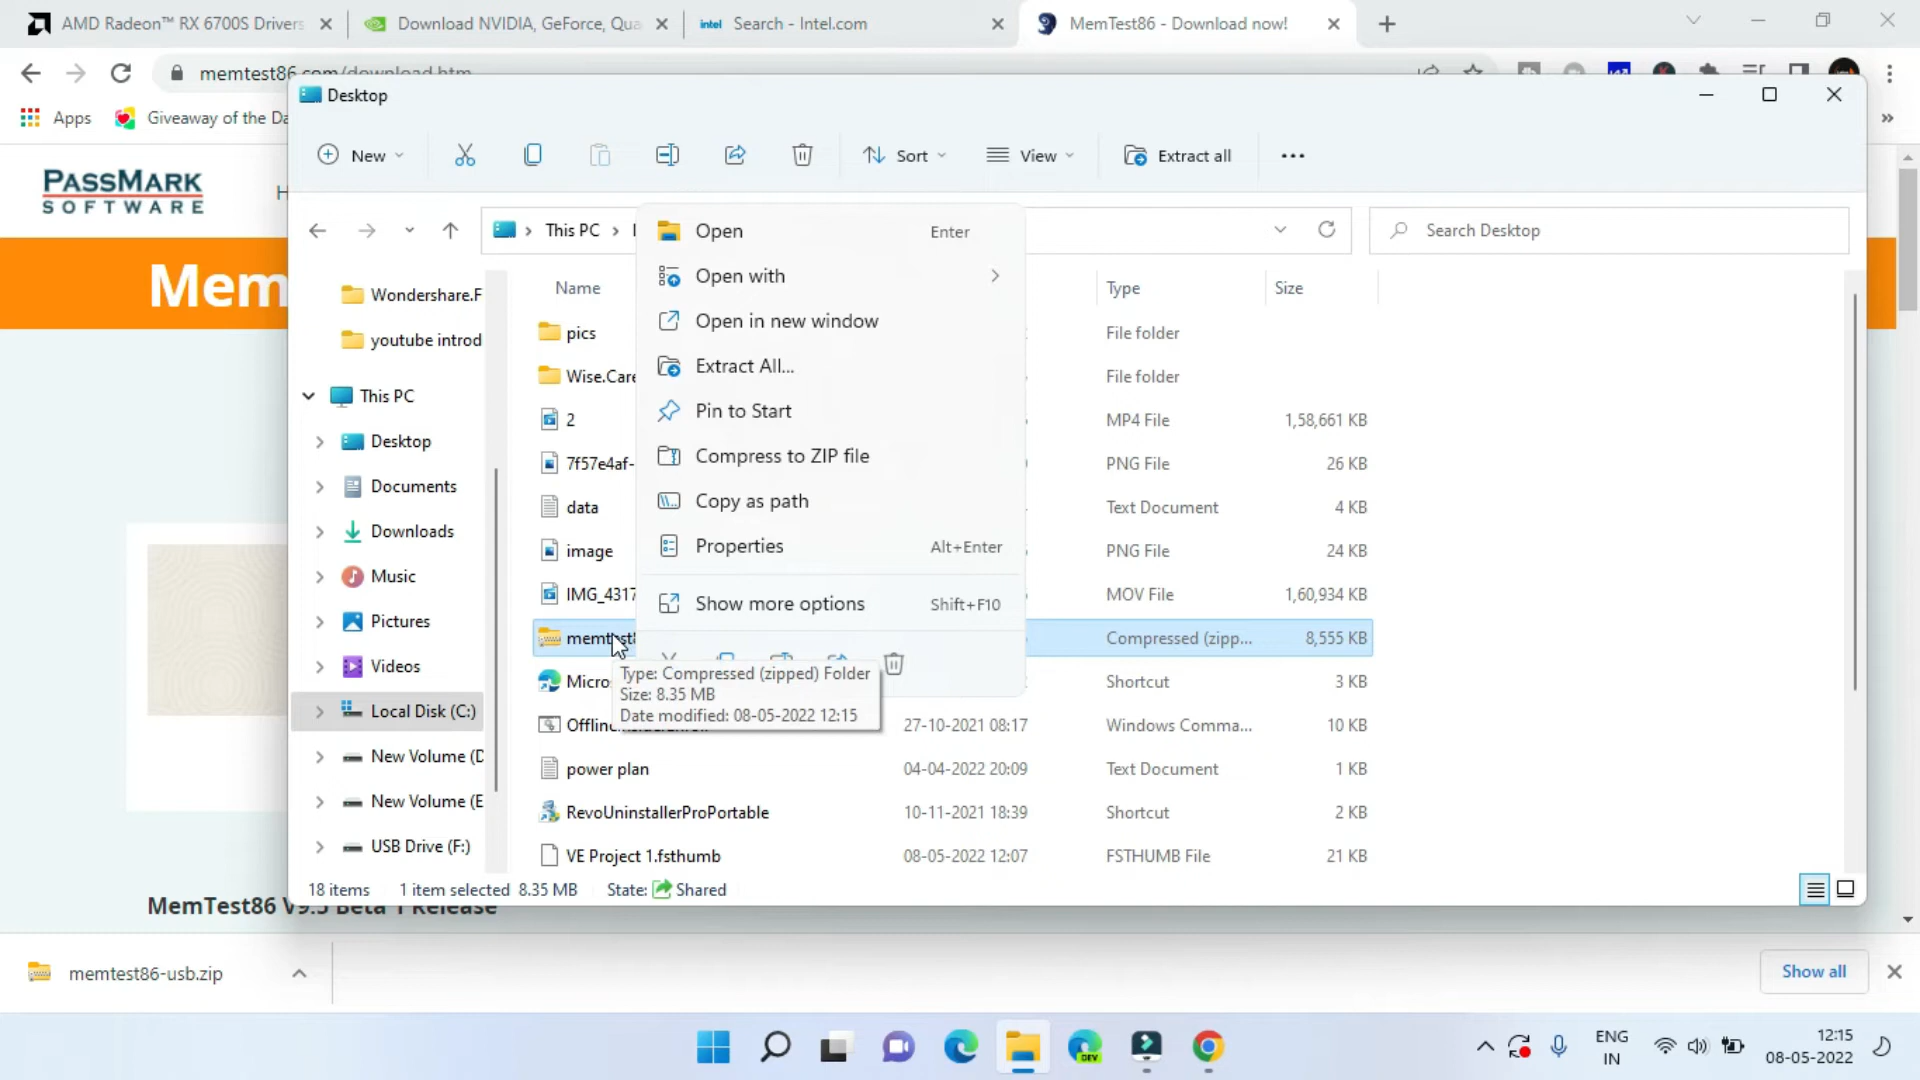 AMD Radeon™ RX 6700S Drivers
Download NVIDIA, GeForce, Qua
intel Search - Intel.com
MemTest86 - Download now!
memtest86.com/download.htm
Apps
Giveaway of the Da
PASSMARK
SOFTWARE
H
Mem
MemTest86 V9.5 Beta 1 Release
Desktop
New
Sort
View
Extract all
This PC
Search Desktop
Wondershare.F
youtube introd
This PC
Desktop
Documents
Downloads
Music
Pictures
Videos
Local Disk (C:)
New Volume (D
New Volume (E
USB Drive (F:)
Name
Type
Size
pics
File folder
Wise.Care
File folder
2
MP4 File
1,58,661 KB
7f57e4af-
PNG File
26 KB
data
Text Document
4 KB
image
PNG File
24 KB
IMG_4317
MOV File
1,60,934 KB
memtest8
Compressed (zipp...
8,555 KB
Micro
Shortcut
3 KB
27-10-2021 08:17
Windows Comma...
10 KB
power plan
04-04-2022 20:09
Text Document
1 KB
RevoUninstallerProPortable
10-11-2021 18:39
Shortcut
2 KB
VE Project 1.fsthumb
08-05-2022 12:07
FSTHUMB File
21 KB
Open
Enter
Open with
Open in new window
Extract All...
Pin to Start
Compress to ZIP file
Copy as path
Properties
Alt+Enter
Show more options
Shift+F10
Type: Compressed (zipped) Folder
Size: 8.35 MB
Date modified: 08-05-2022 12:15
18 items
1 item selected 8.35 MB
State: Shared
memtest86-usb.zip
Show all
DEV
ENG
IN
12:15
08-05-2022